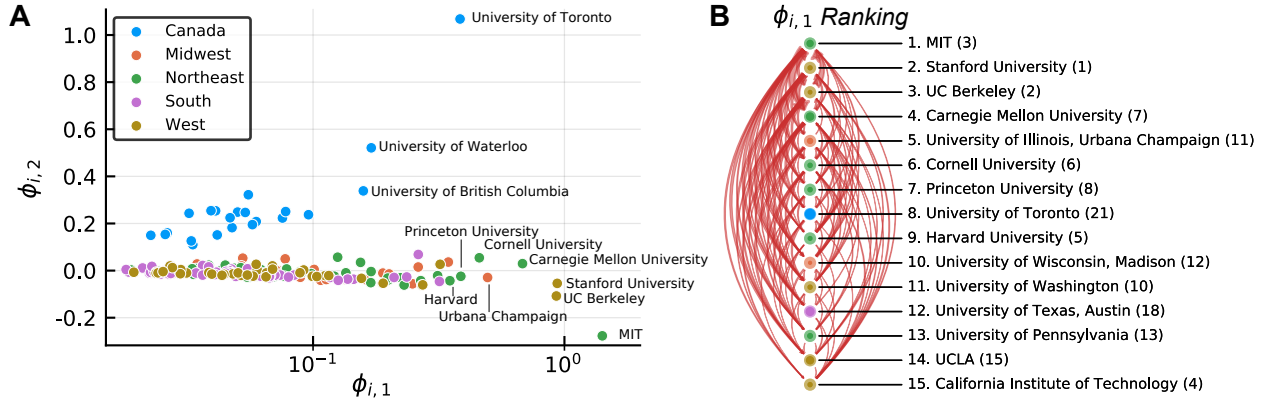 A
Canada
Midwest
Northeast
South
West
1.0
0.8
0.6
0.4
0.2
0.0
-0.2
ϕi,2
University of Toronto
University of Waterloo
University of British Columbia
Princeton University
Cornell University
Carnegie Mellon University
Stanford University
UC Berkeley
Harvard
Urbana Champaign
MIT
10−1
100
ϕi,1
B
ϕi,1 Ranking
1. MIT (3)
2. Stanford University (1)
3. UC Berkeley (2)
4. Carnegie Mellon University (7)
5. University of Illinois, Urbana Champaign (11)
6. Cornell University (6)
7. Princeton University (8)
8. University of Toronto (21)
9. Harvard University (5)
10. University of Wisconsin, Madison (12)
11. University of Washington (10)
12. University of Texas, Austin (18)
13. University of Pennsylvania (13)
14. UCLA (15)
15. California Institute of Technology (4)